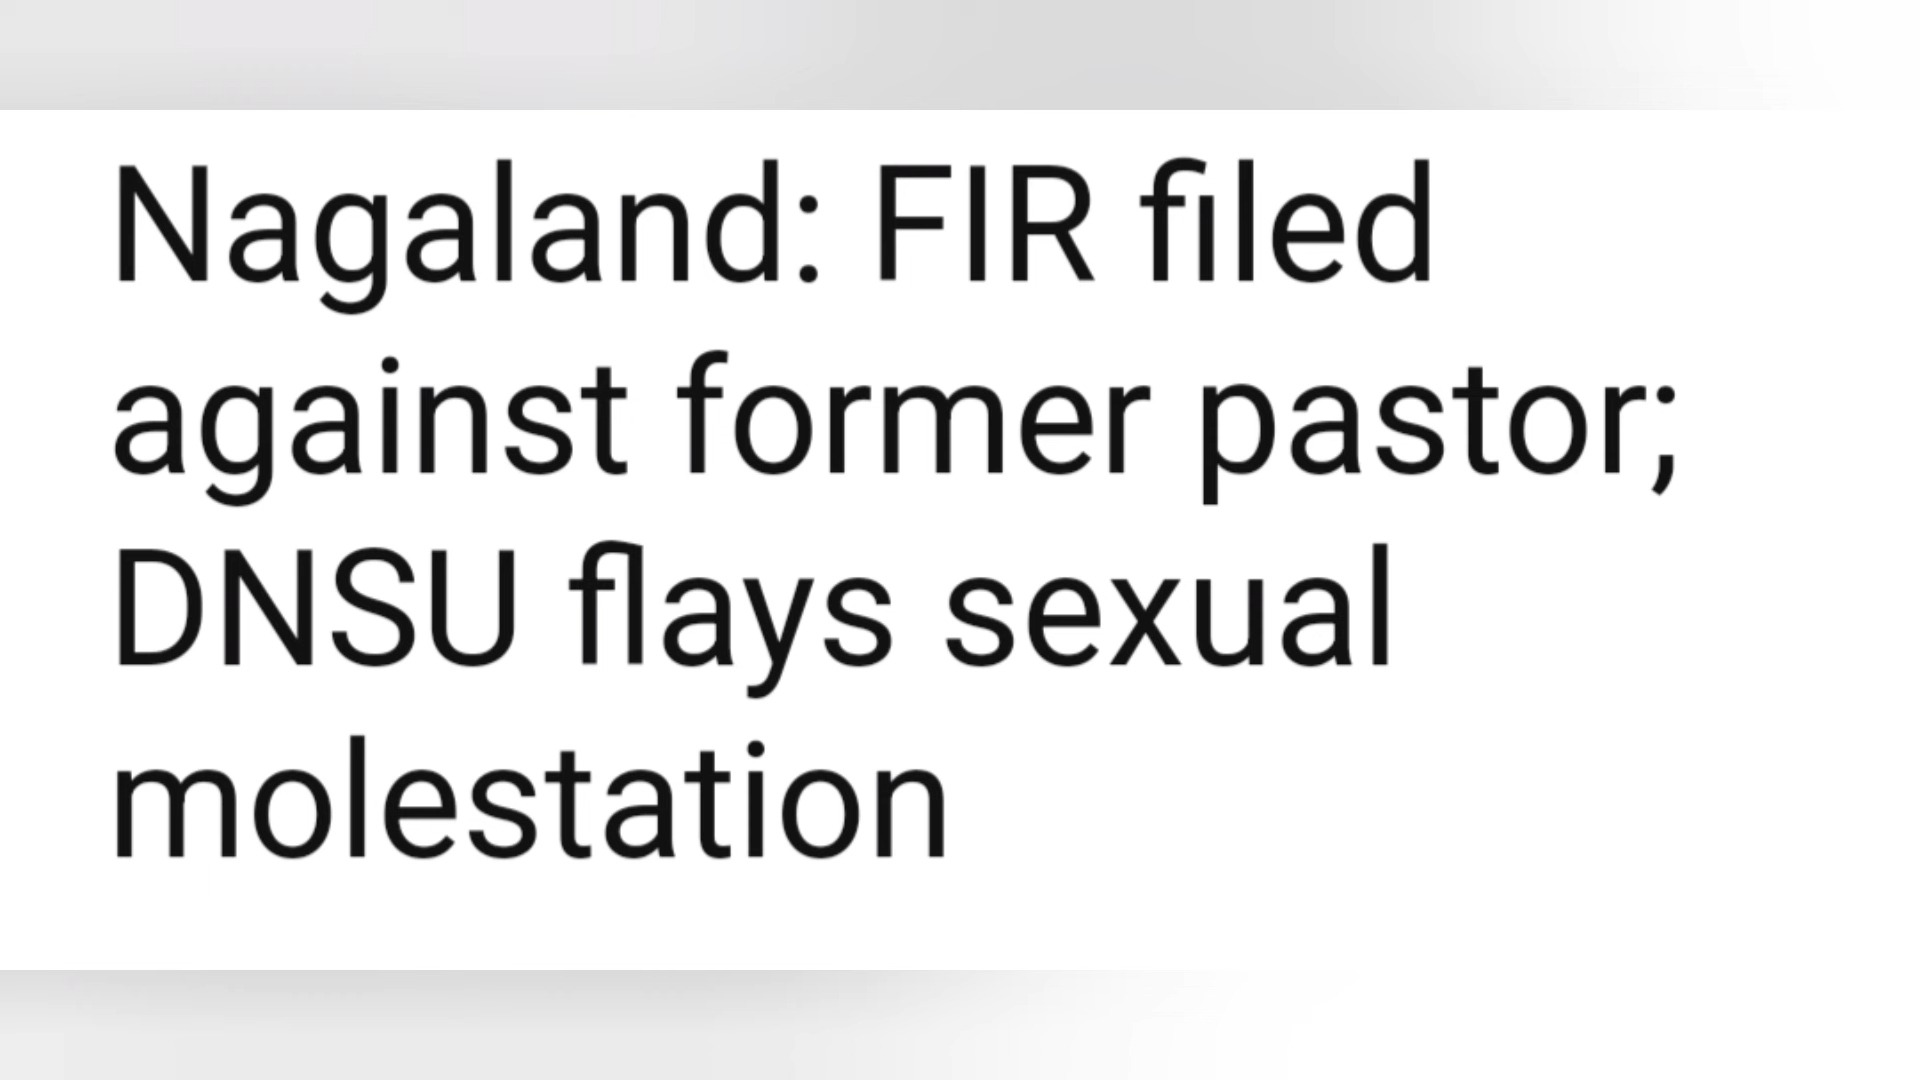 Nagaland: FIR filed
against former pastor;
DNSU flays sexual
molestation